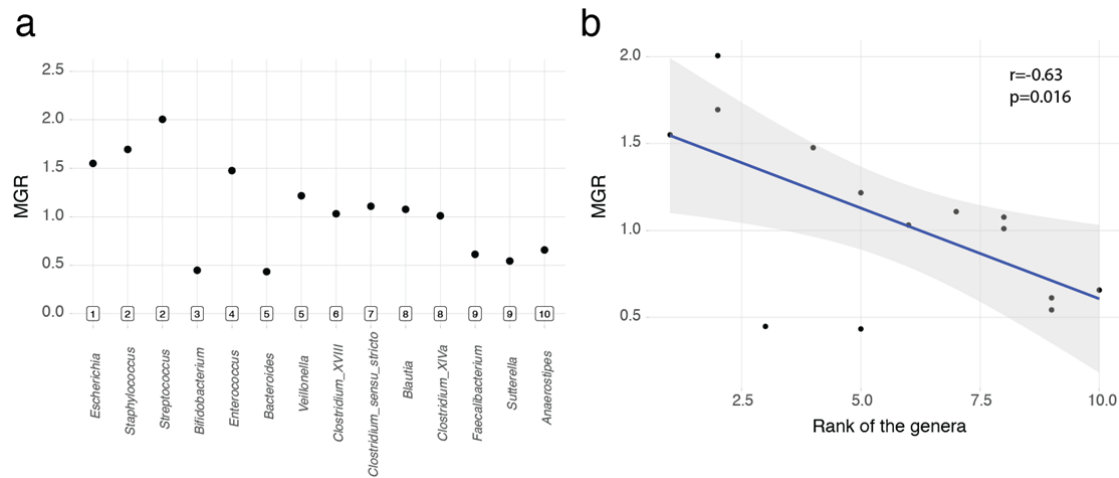 a
2.5
2.0
1.5
1.0
0.5
0.0
MGR
1 2 2 3 4 5 5 6 7 8 8 9 9 10
Escherichia
Staphylococcus
Streptococcus
Bifidobacterium
Enterococcus
Bacteroides
Veillonella
Clostridium_XVIII
Clostridium_sensu_stricto
Blautia
Clostridium_XIVa
Faecalibacterium
Sutterella
Anaerostipes
b
2.0
1.5
1.0
0.5
MGR
r=-0.63
p=0.016
2.5 5.0 7.5 10.0
Rank of the genera